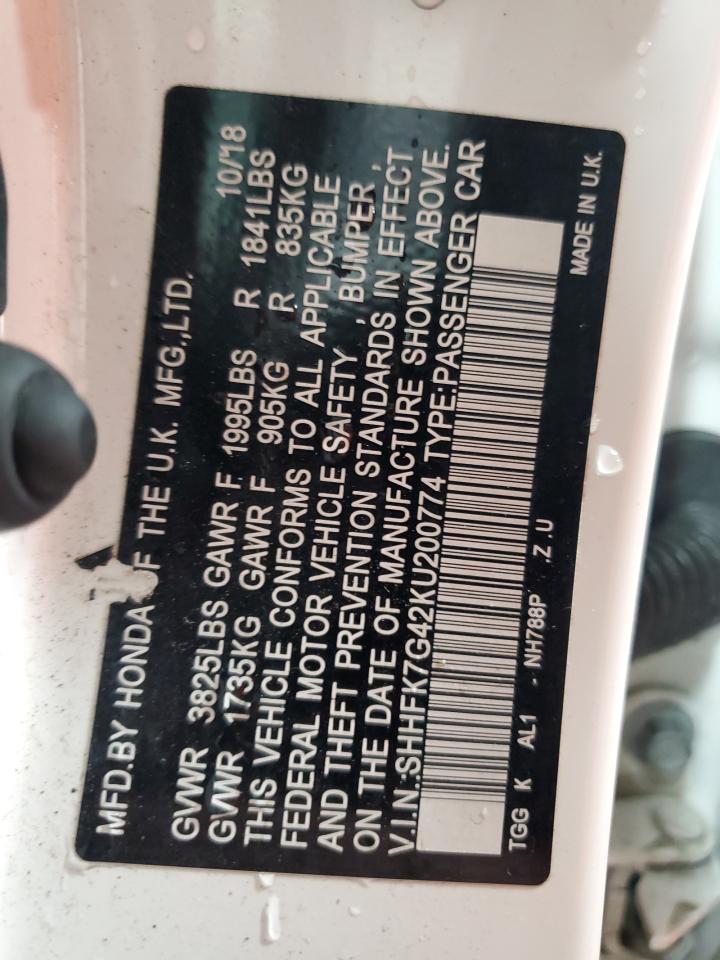 MFD.BY HONDA OF THE U.K. MFG.,LTD.
10/18
GVWR 3825LBS GAWR F 1995LBS R 1841LBS
GVWR 1735KG GAWR F 905KG R 835KG
THIS VEHICLE CONFORMS TO ALL APPLICABLE
FEDERAL MOTOR VEHICLE SAFETY , BUMPER ,
AND THEFT PREVENTION STANDARDS IN EFFECT
ON THE DATE OF MANUFACTURE SHOWN ABOVE.
V.I.N.:SHHFK7G42KU200774 TYPE:PASSENGER CAR
TGG K AL1 - NH788P .Z .U
MADE IN U.K.